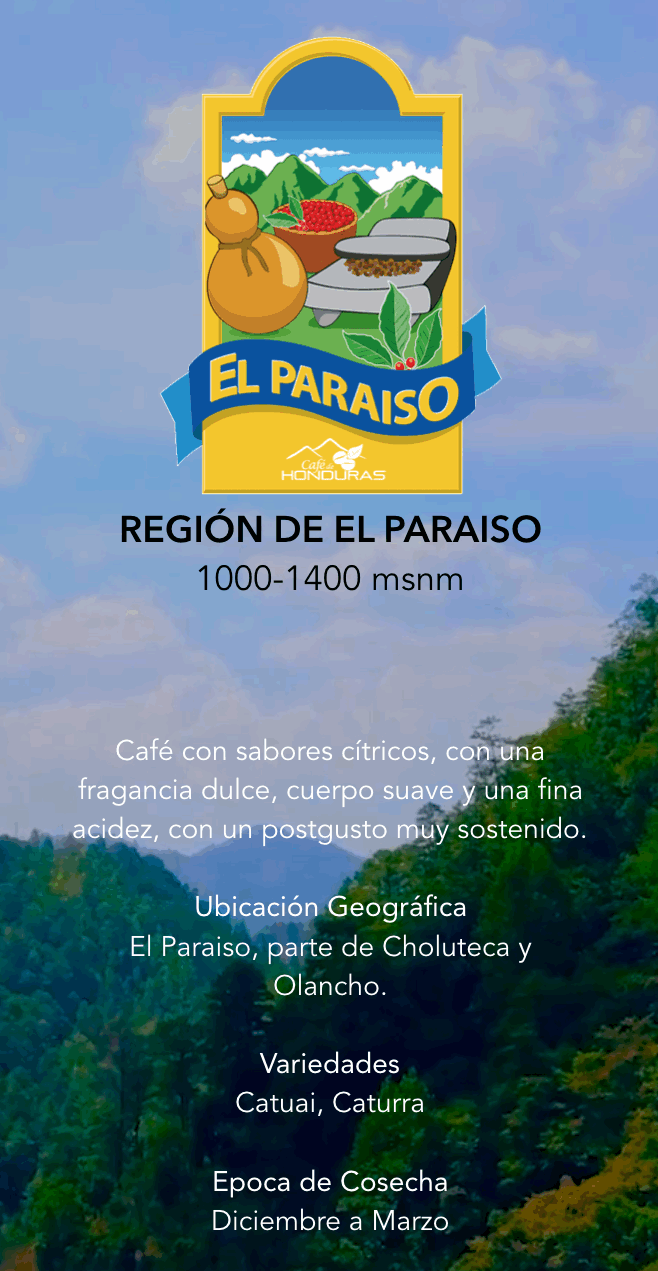 EL PARAISO
Café de
HONDURAS
REGIÓN DE EL PARAISO
1000-1400 msnm
Café con sabores cítricos, con una
fragancia dulce, cuerpo suave y una fina
acidez, con un postgusto muy sostenido.
Ubicación Geográfica
El Paraiso, parte de Choluteca y
Olancho.
Variedades
Catuai, Caturra
Epoca de Cosecha
Diciembre a Marzo